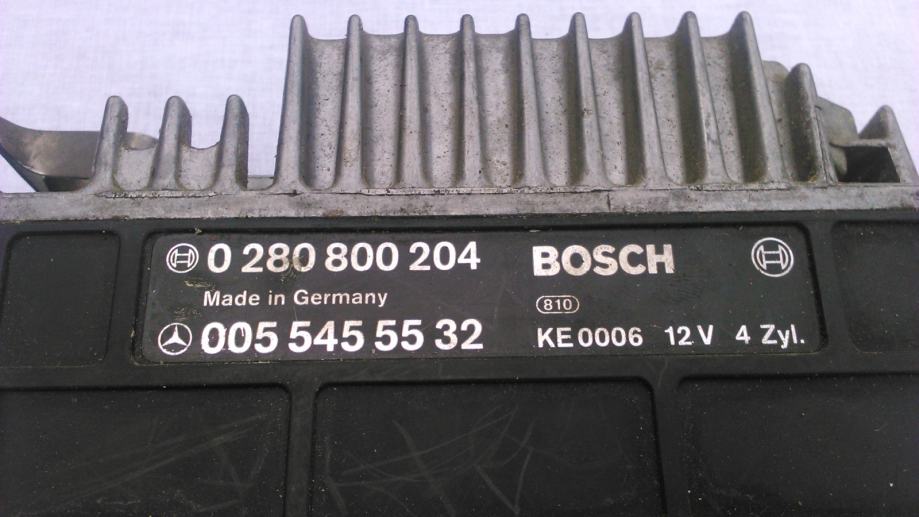 0 280 800 204 BOSCH
Made in Germany 810
005 545 55 32 KE 0006 12 V 4 Zyl.